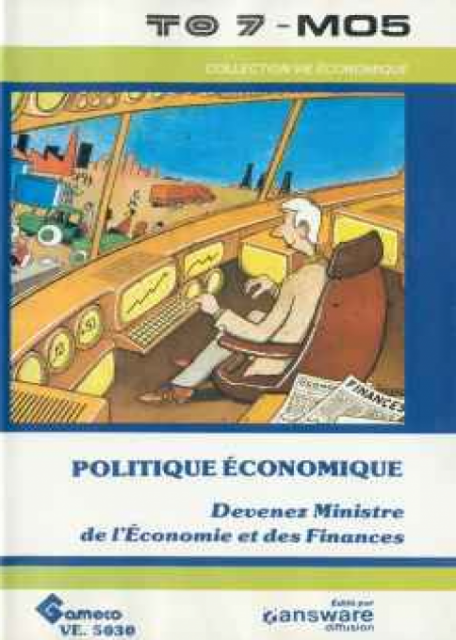 TO 7 - MO5
COLLECTION VIE ÉCONOMIQUE
FINANCES
POLITIQUE ÉCONOMIQUE
Devenez Ministre
de l'Économie et des Finances
Gameco
VE. 5030
Édité par
answare
diffusion